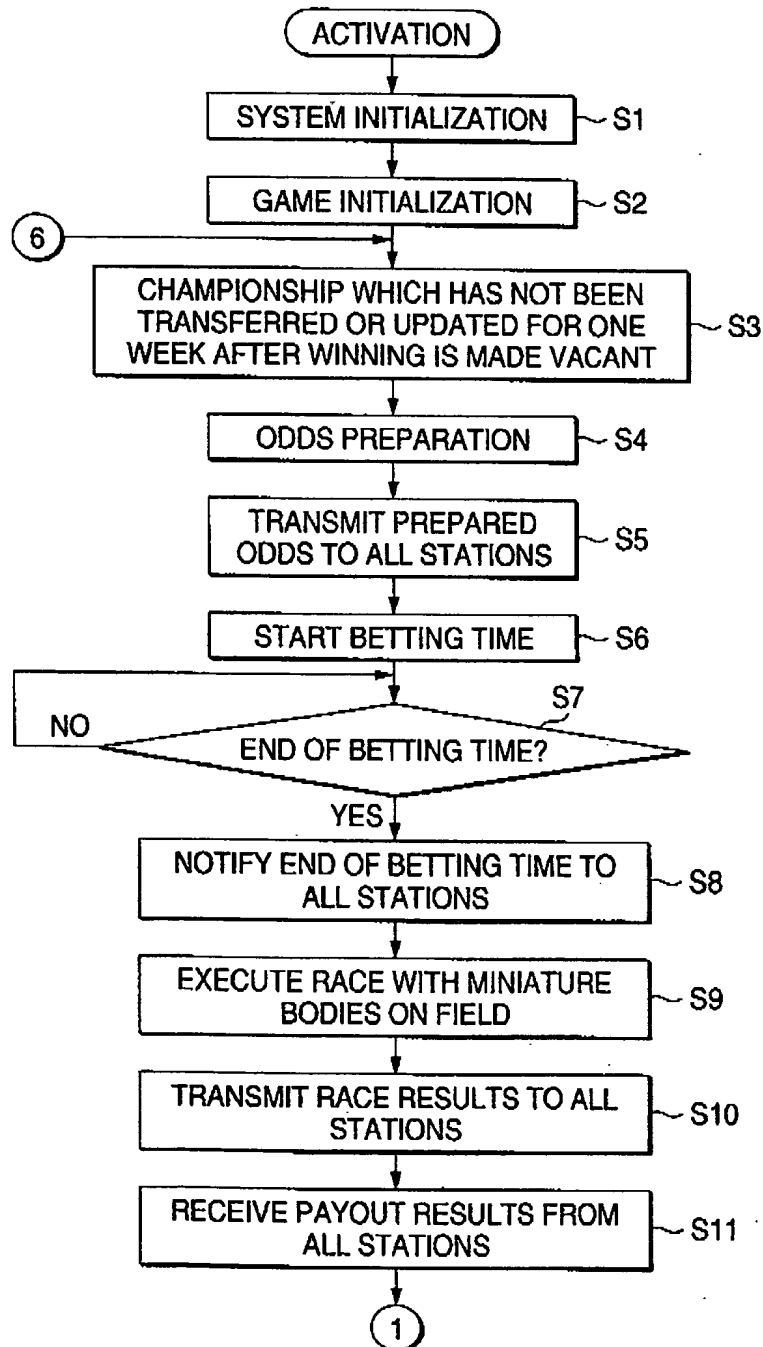 ACTIVATION
SYSTEM INITIALIZATION
S1
GAME INITIALIZATION
S2
6
CHAMPIONSHIP WHICH HAS NOT BEEN
TRANSFERRED OR UPDATED FOR ONE
WEEK AFTER WINNING IS MADE VACANT
S3
ODDS PREPARATION
S4
TRANSMIT PREPARED
ODDS TO ALL STATIONS
S5
START BETTING TIME
S6
S7
NO
END OF BETTING TIME?
YES
NOTIFY END OF BETTING TIME TO
ALL STATIONS
S8
EXECUTE RACE WITH MINIATURE
BODIES ON FIELD
S9
TRANSMIT RACE RESULTS TO ALL
STATIONS
S10
RECEIVE PAYOUT RESULTS FROM
ALL STATIONS
S11
1